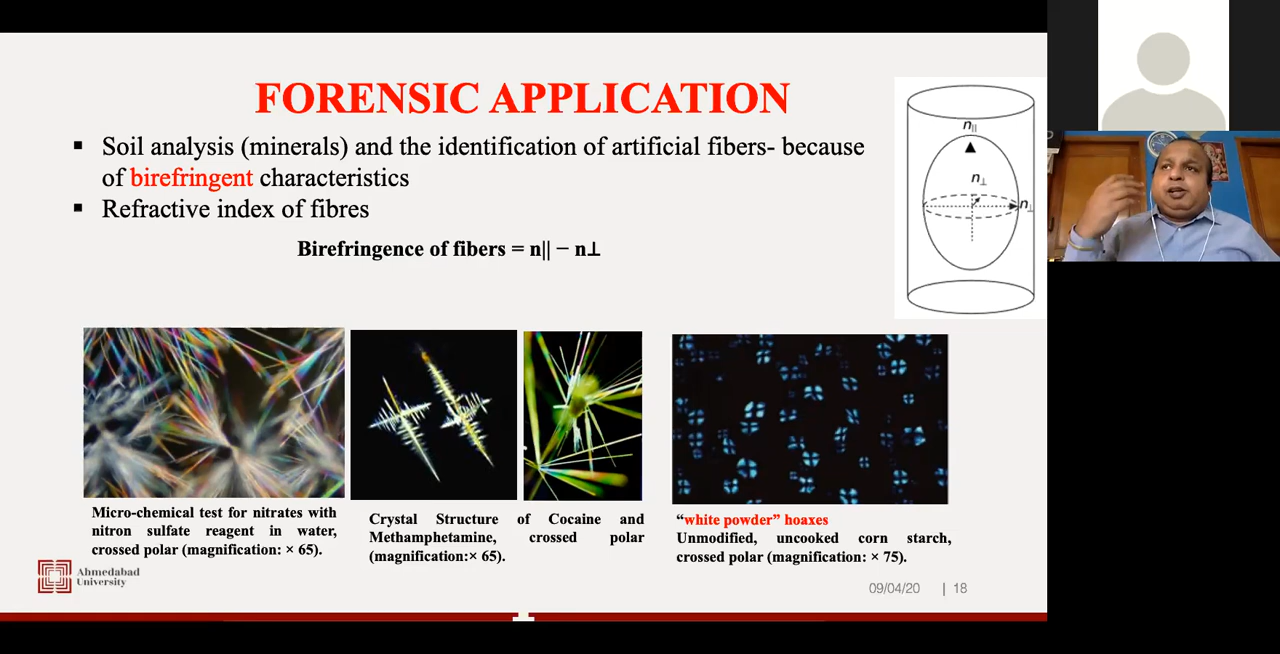 FORENSIC APPLICATION
▪ Soil analysis (minerals) and the identification of artificial fibers- because
of birefringent characteristics
▪ Refractive index of fibres
Birefringence of fibers = n|| − n⊥
n||
n⊥
n⊥
Micro-chemical test for nitrates with
nitron sulfate reagent in water,
crossed polar (magnification: × 65).
Crystal Structure of Cocaine and
Methamphetamine, crossed polar
(magnification:× 65).
“white powder” hoaxes
Unmodified, uncooked corn starch,
crossed polar (magnification: × 75).
Ahmedabad
University
09/04/20 | 18